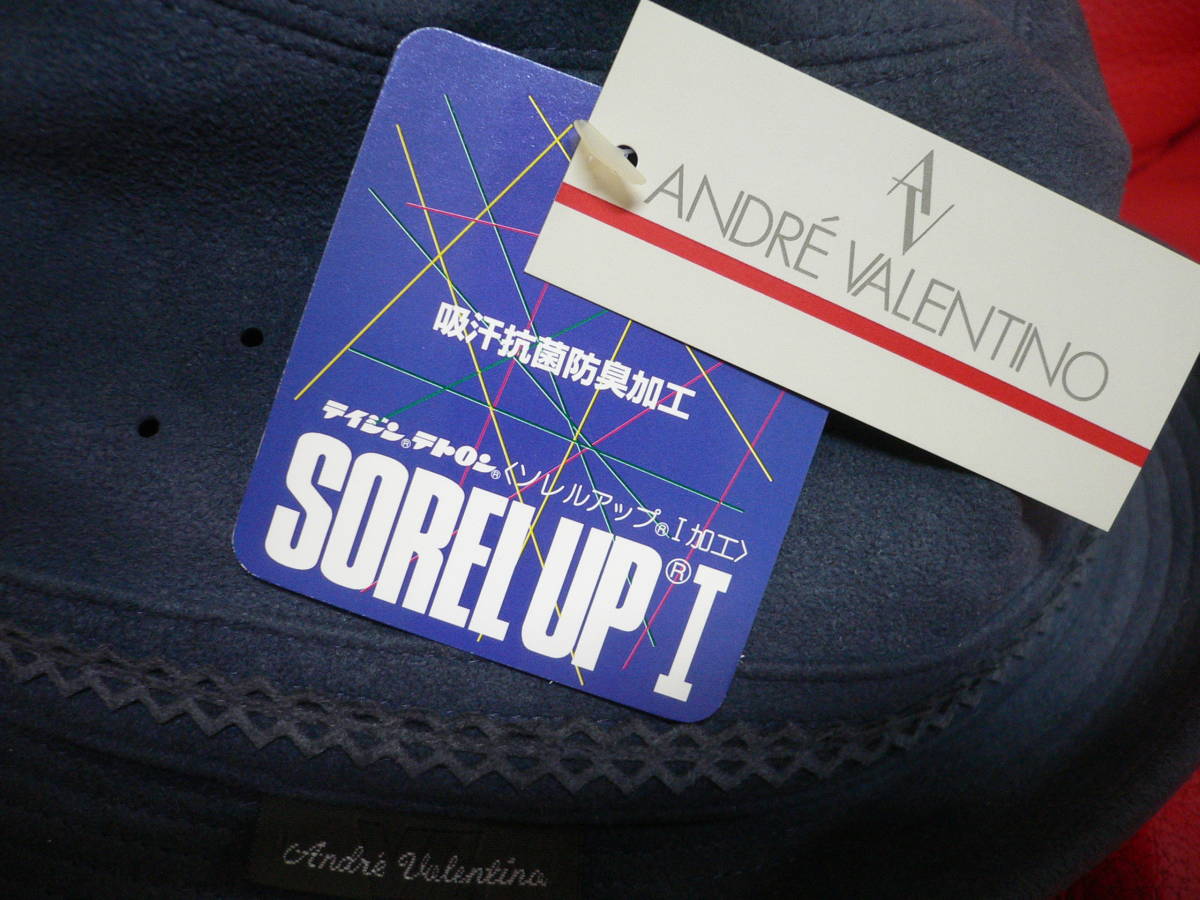 AV
ANDRÉ VALENTINO
吸汗抗菌防臭加工
テイジン®テトロン®〈ソレルアップ®I加工〉
SOREL UP®I
André Valentino